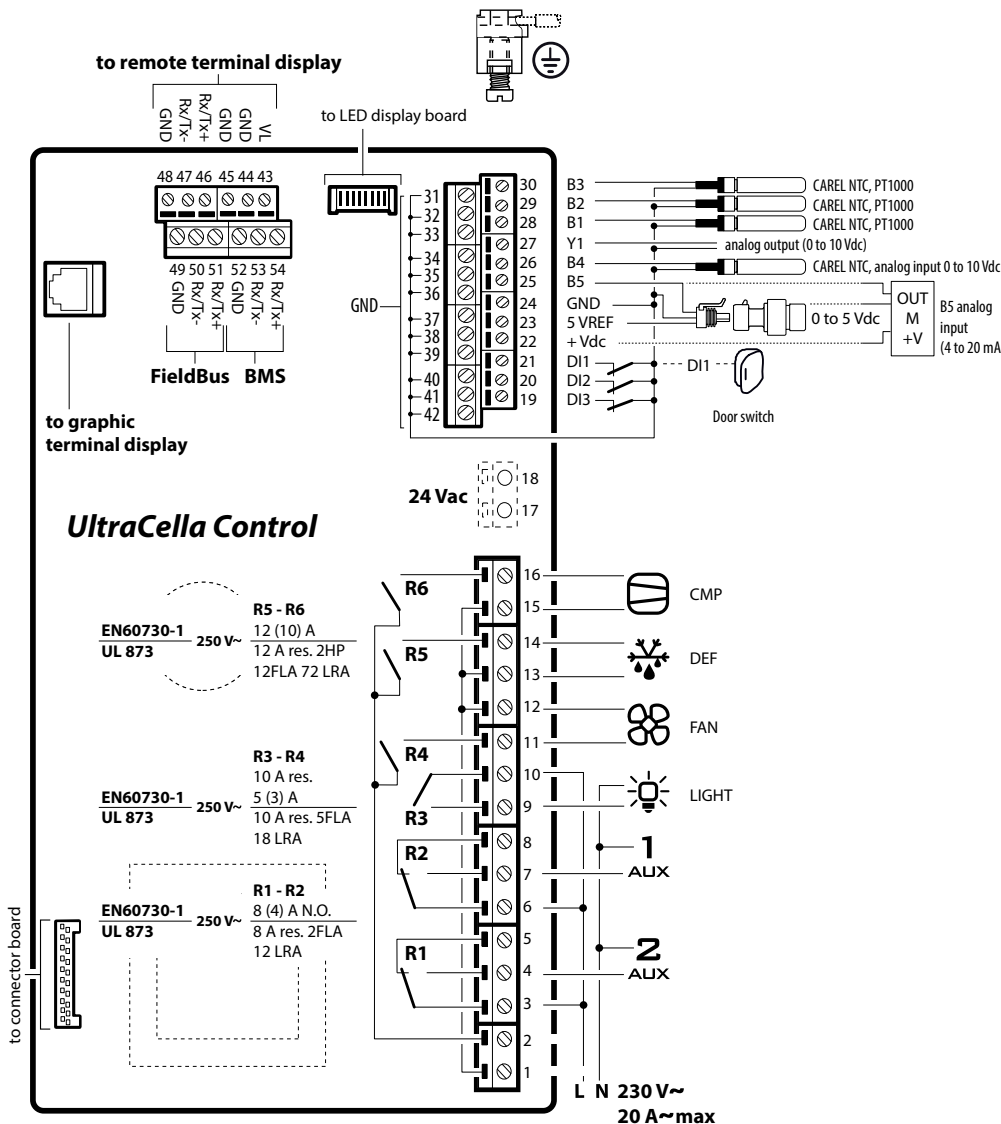 to remote terminal display
GND
Rx/Tx-
Rx/Tx+
GND
GND
VL
to LED display board
48 47 46 45 44 43
49 50 51 52 53 54
GND
Rx/Tx-
Rx/Tx+
GND
Rx/Tx-
Rx/Tx+
FieldBus BMS
to graphic
terminal display
GND
31
32
33
34
35
36
37
38
39
40
41
42
30 B3 CAREL NTC, PT1000
29 B2 CAREL NTC, PT1000
28 B1 CAREL NTC, PT1000
27 Y1 analog output (0 to 10 Vdc)
26 B4 CAREL NTC, analog input 0 to 10 Vdc
25 B5
24 GND
23 5 VREF
22 + Vdc
21 DI1
20 DI2
19 DI3
0 to 5 Vdc
OUT
M
+V
B5 analog
input
(4 to 20 mA
DI1
Door switch
24 Vac
18
17
UltraCella Control
R6
R5
R4
R3
R2
R1
16
15
14
13
12
11
10
9
8
7
6
5
4
3
2
1
CMP
DEF
FAN
LIGHT
1
AUX
2
AUX
EN60730-1
UL 873
250 V~
R5 - R6
12 (10) A
12 A res. 2HP
12FLA 72 LRA
EN60730-1
UL 873
250 V~
R3 - R4
10 A res.
5 (3) A
10 A res. 5FLA
18 LRA
EN60730-1
UL 873
250 V~
R1 - R2
8 (4) A N.O.
8 A res. 2FLA
12 LRA
to connector board
L N 230 V~
20 A~max